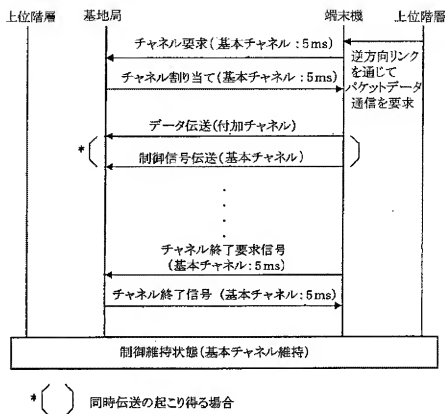 上位階層 基地局 端末機 上位階層
チャネル要求(基本チャネル:5ms)
チャネル割り当て(基本チャネル:5ms)
逆方向リンク
を通じて
パケットデータ
通信を要求
データ伝送(付加チャネル)
*( )
制御信号伝送(基本チャネル)
チャネル終了要求信号
(基本チャネル:5ms)
チャネル終了信号 (基本チャネル:5ms)
制御維持状態(基本チャネル維持)
*( ) 同時伝送の起こり得る場合